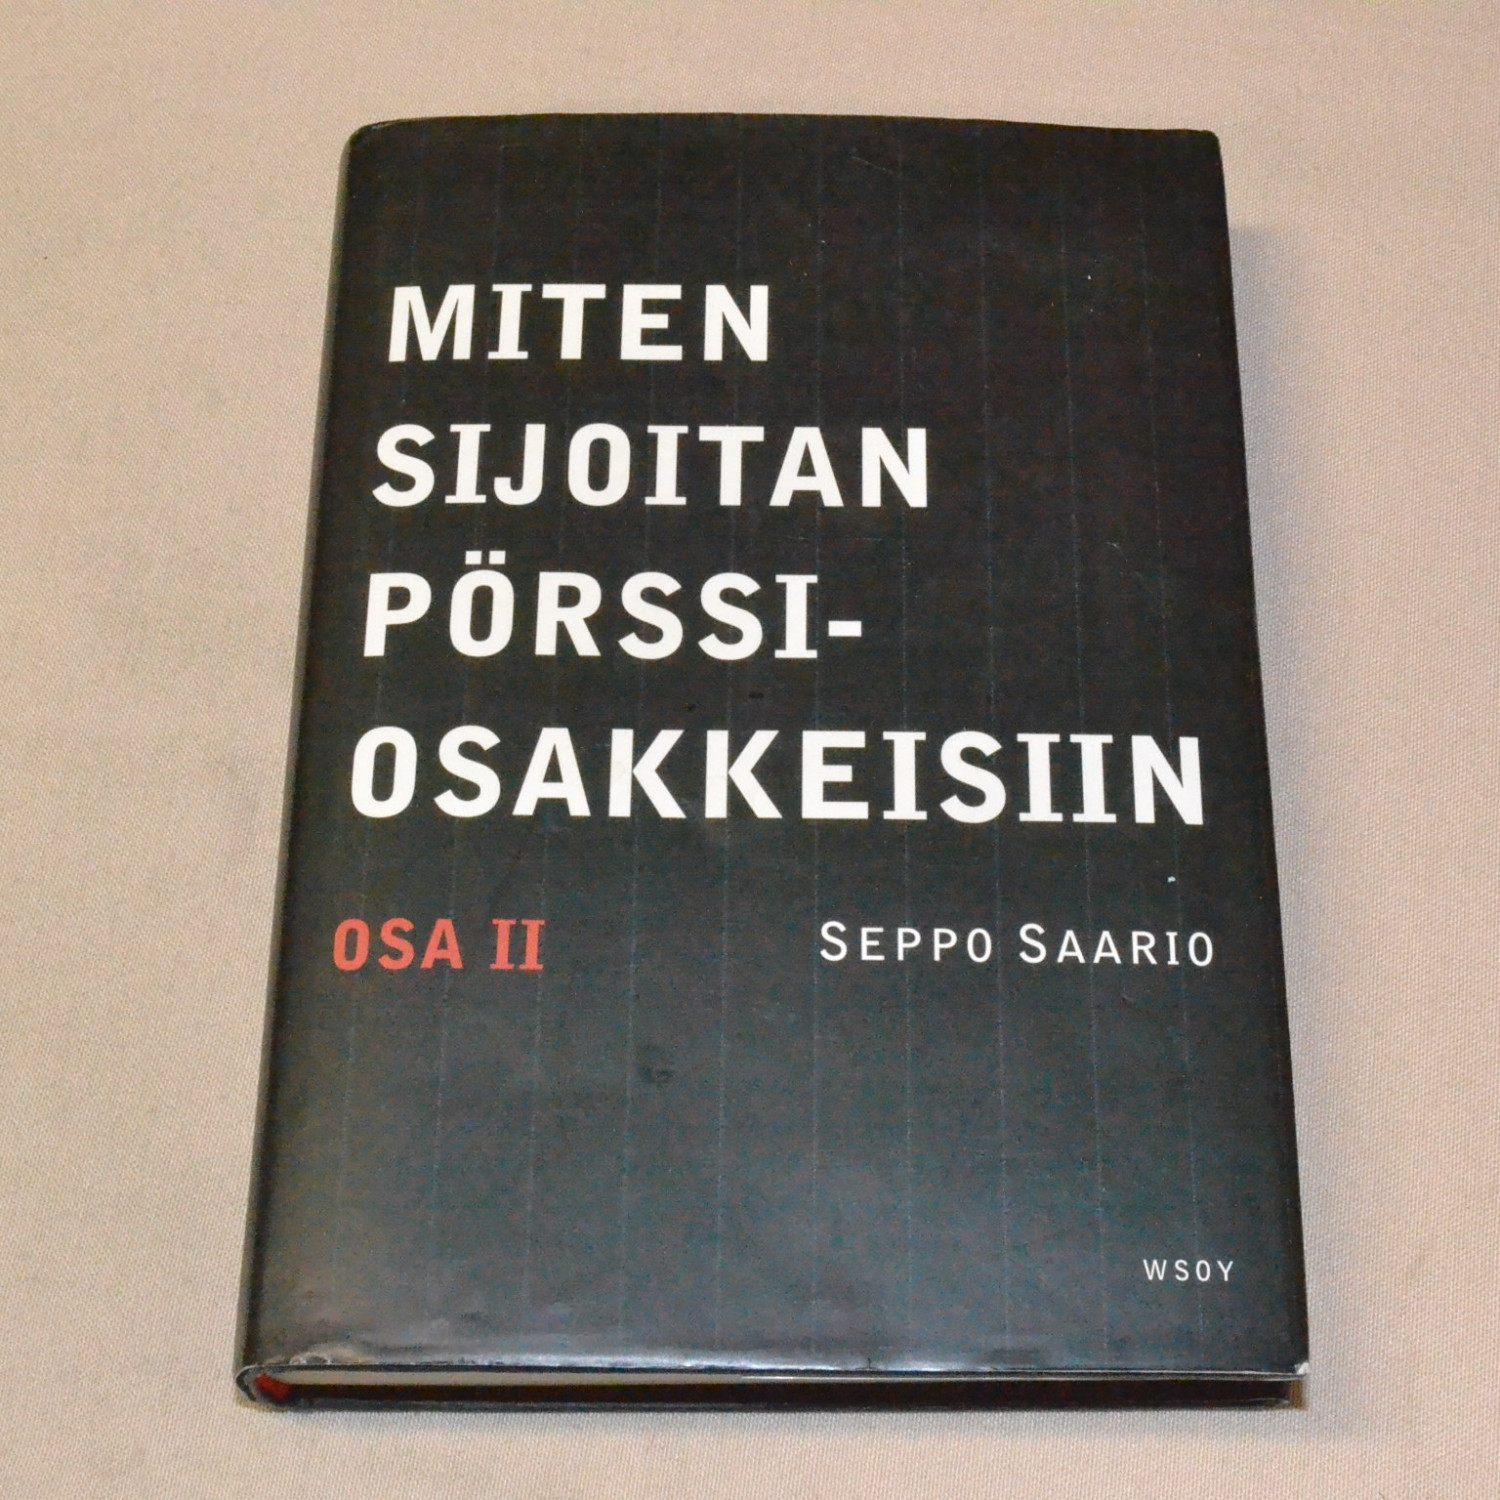 MITEN
SIJOITAN
PÖRSSI-
OSAKKEISIIN
OSA II
SEPPO SAARIO
WSOY